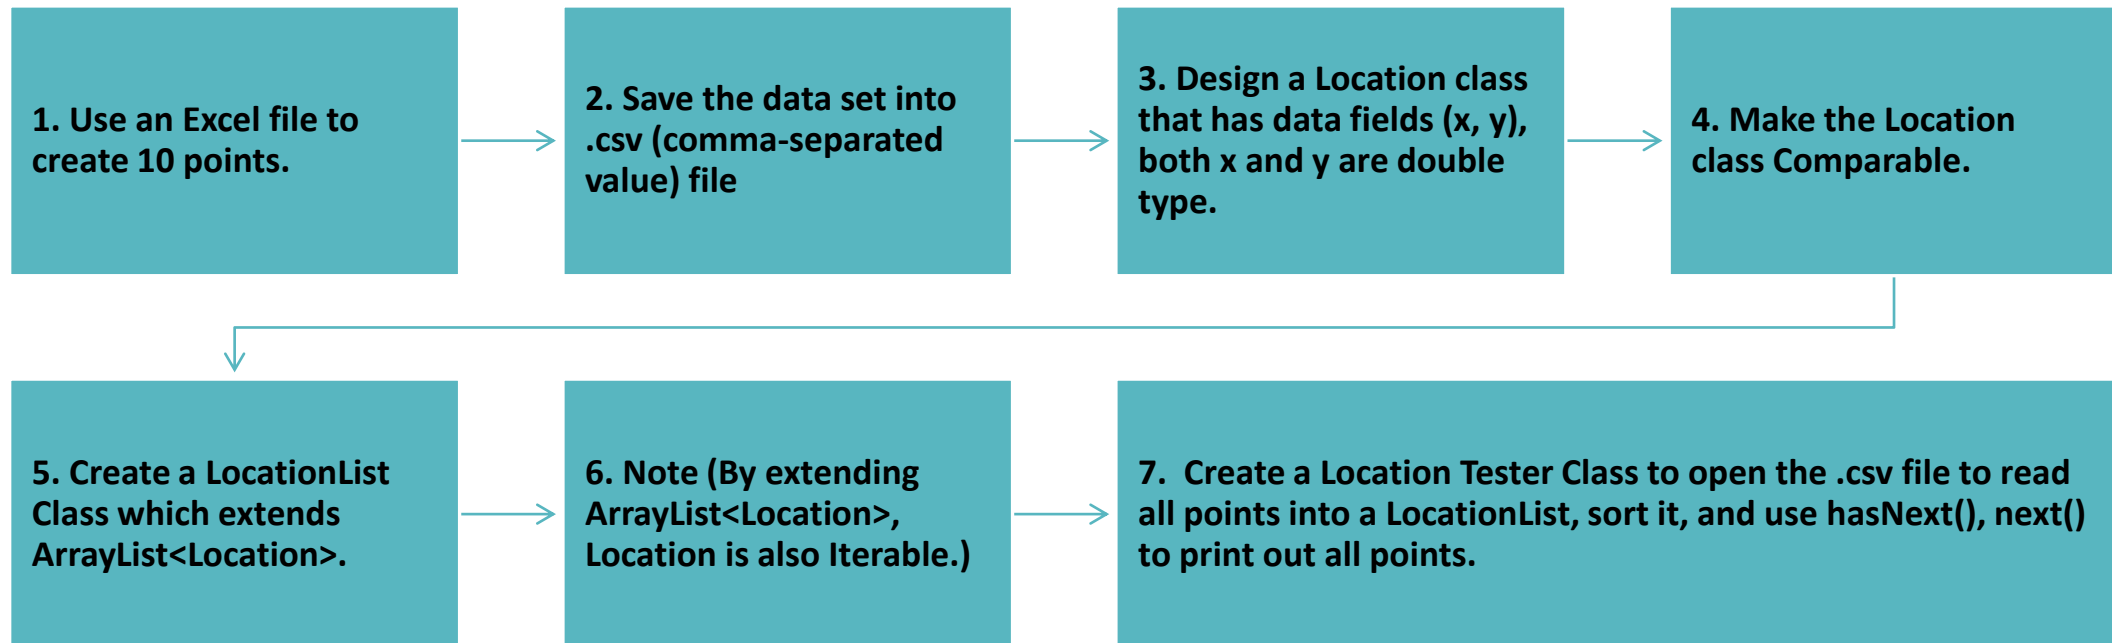 1. Use an Excel file to
create 10 points.
2. Save the data set into
.csv (comma-separated
value) file
3. Design a Location class
that has data fields (x, y),
both x and y are double
type.
4. Make the Location
class Comparable.
5. Create a LocationList
Class which extends
ArrayList<Location>.
6. Note (By extending
ArrayList<Location>,
Location is also Iterable.)
7.  Create a Location Tester Class to open the .csv file to read
all points into a LocationList, sort it, and use hasNext(), next()
to print out all points.